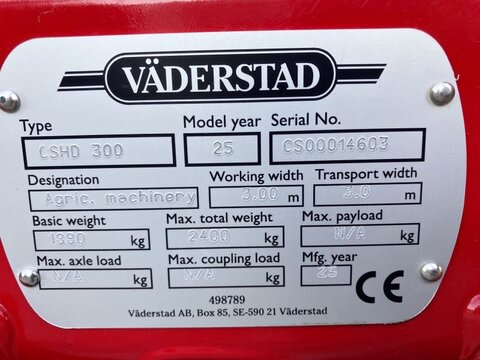 VÄDERSTAD
Type Model year Serial No.
CSHD 300 25 CS00014603
Designation Working width Transport width
Agric. machinery 3.00 m 3.0 m
Basic weight Max. total weight Max. payload
1990 kg 2400 kg N/A kg
Max. axle load Max. coupling load Mfg. year
N/A kg N/A kg 25 CE
498789
Väderstad AB, Box 85, SE-590 21 Väderstad